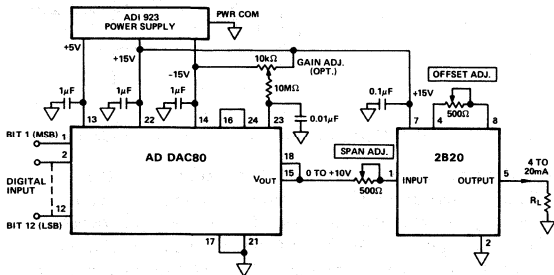 ADI 923
POWER SUPPLY
PWR COM
+5V
+15V
-15V
10kΩ
GAIN ADJ.
(OPT.)
10MΩ
1μF
1μF
1μF
0.01μF
0.1μF
+15V
OFFSET ADJ.
500Ω
13
22
14
16
24
23
7
4
8
BIT 1 (MSB)
1
2
DIGITAL
INPUT
12
BIT 12 (LSB)
AD DAC80
18
15
VOUT
0 TO +10V
SPAN ADJ.
500Ω
1
INPUT
2B20
OUTPUT
5
4 TO
20mA
RL
17
21
2